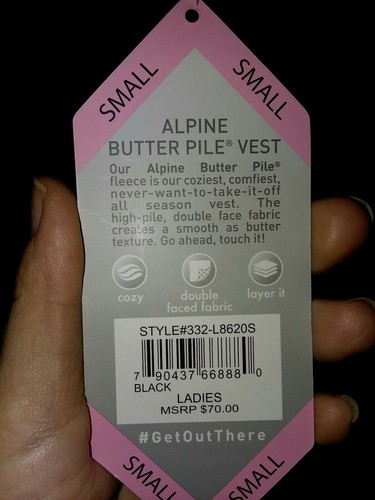 SMALL
SMALL
ALPINE
BUTTER PILE® VEST
Our Alpine Butter Pile®
fleece is our coziest, comfiest,
never-want-to-take-it-off
all season vest. The
high-pile, double face fabric
creates a smooth as butter
texture. Go ahead, touch it!
cozy
double
faced fabric
layer it
STYLE#332-L8620S
7 90437 66888 0
BLACK
LADIES
MSRP $70.00
#GetOutThere
SMALL
SMALL